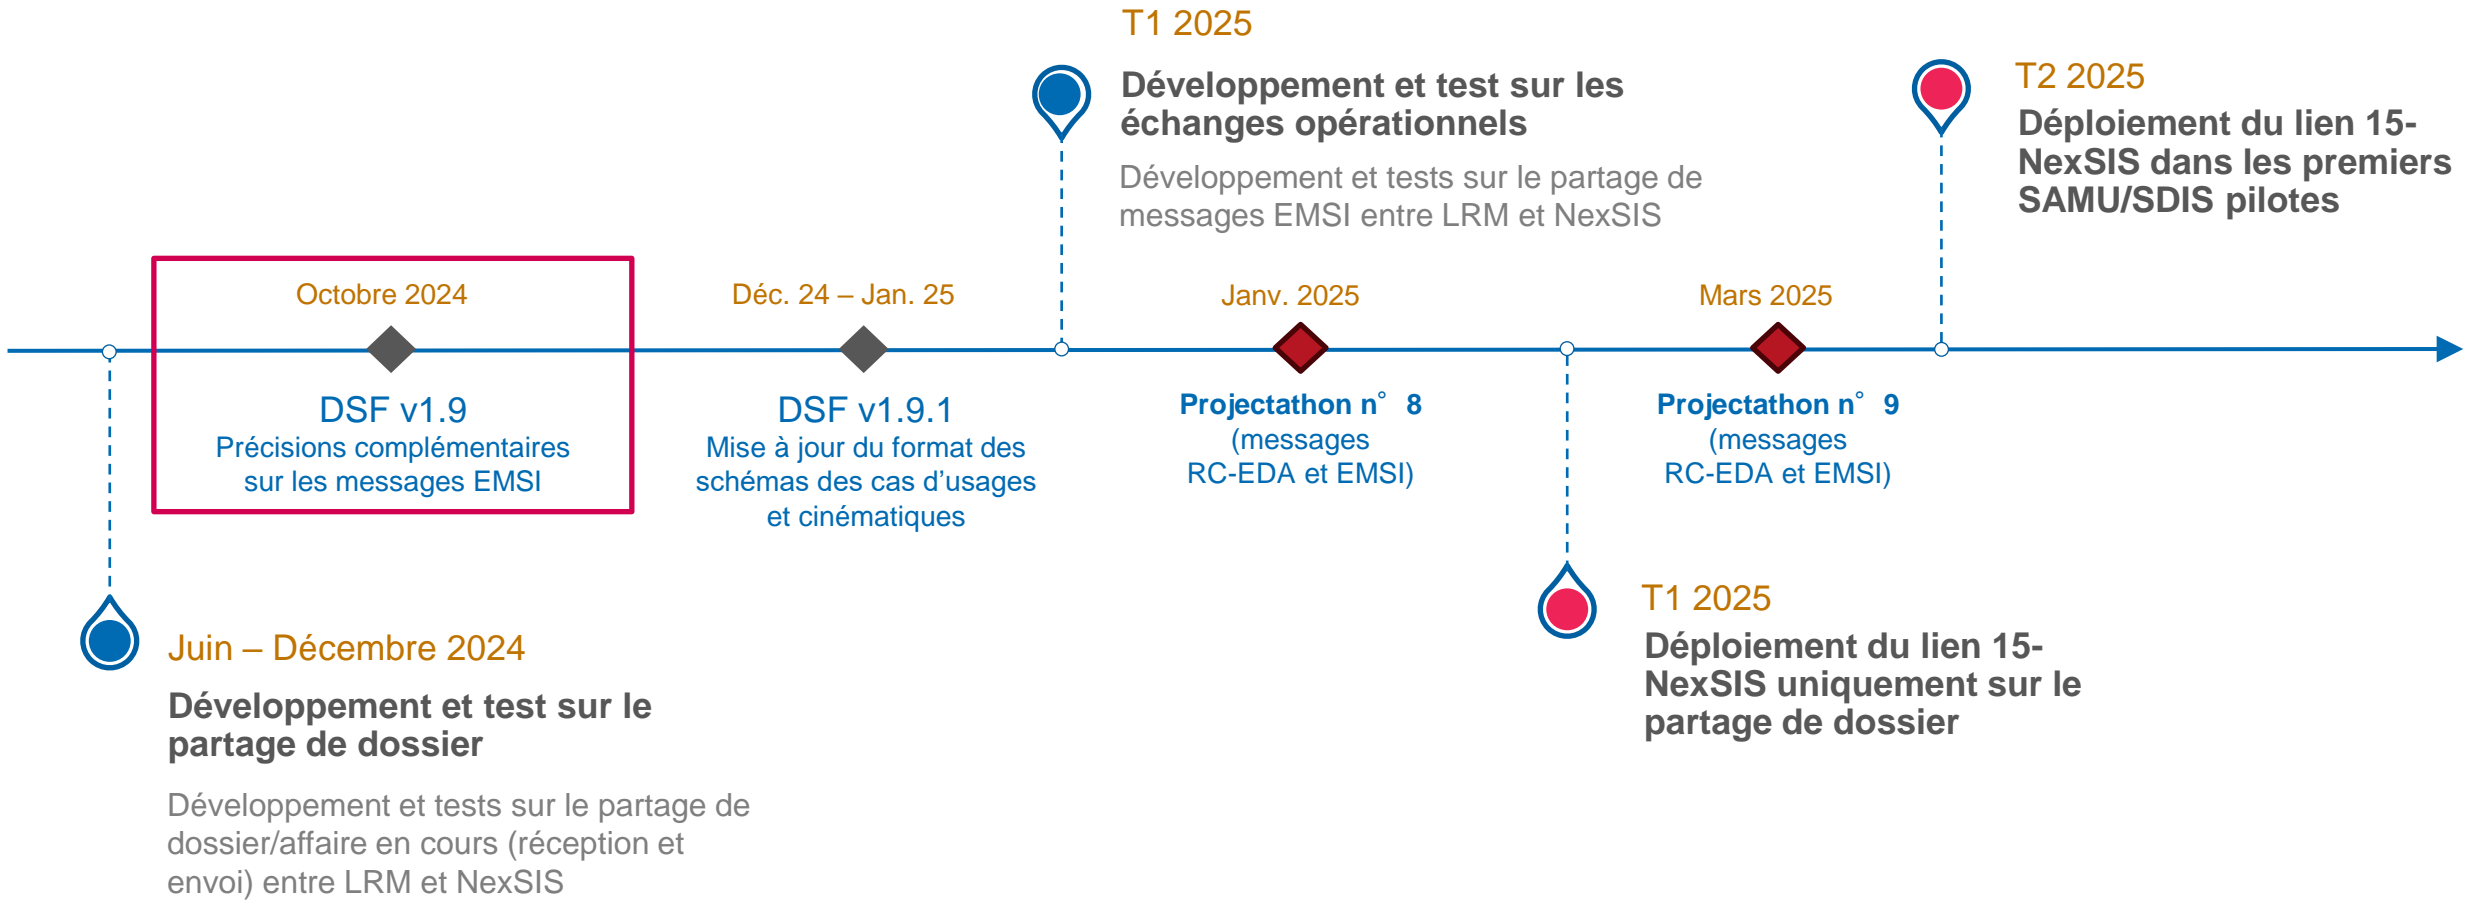 T1 2025
Développement et test sur les
échanges opérationnels
Développement et tests sur le partage de
messages EMSI entre LRM et NexSIS
T2 2025
Déploiement du lien 15-
NexSIS dans les premiers
SAMU/SDIS pilotes
Octobre 2024
DSF v1.9
Précisions complémentaires
sur les messages EMSI
Déc. 24 – Jan. 25
DSF v1.9.1
Mise à jour du format des
schémas des cas d’usages
et cinématiques
Janv. 2025
Projectathon n° 8
(messages
RC-EDA et EMSI)
Mars 2025
Projectathon n° 9
(messages
RC-EDA et EMSI)
Juin – Décembre 2024
Développement et test sur le
partage de dossier
Développement et tests sur le partage de
dossier/affaire en cours (réception et
envoi) entre LRM et NexSIS
T1 2025
Déploiement du lien 15-
NexSIS uniquement sur le
partage de dossier